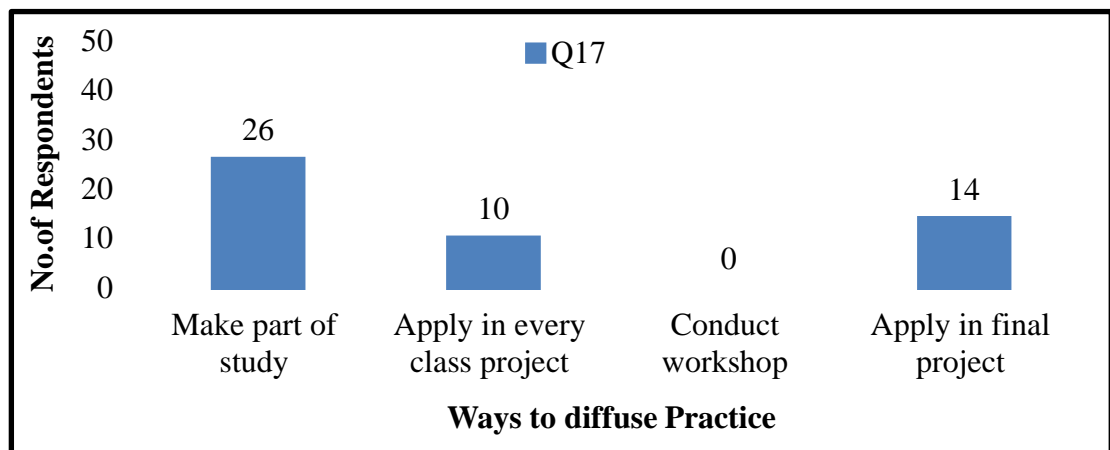 No.of Respondents
50
40
30
20
10
0
Q17
26
10
0
14
Make part of
study
Apply in every
class project
Conduct
workshop
Apply in final
project
Ways to diffuse Practice